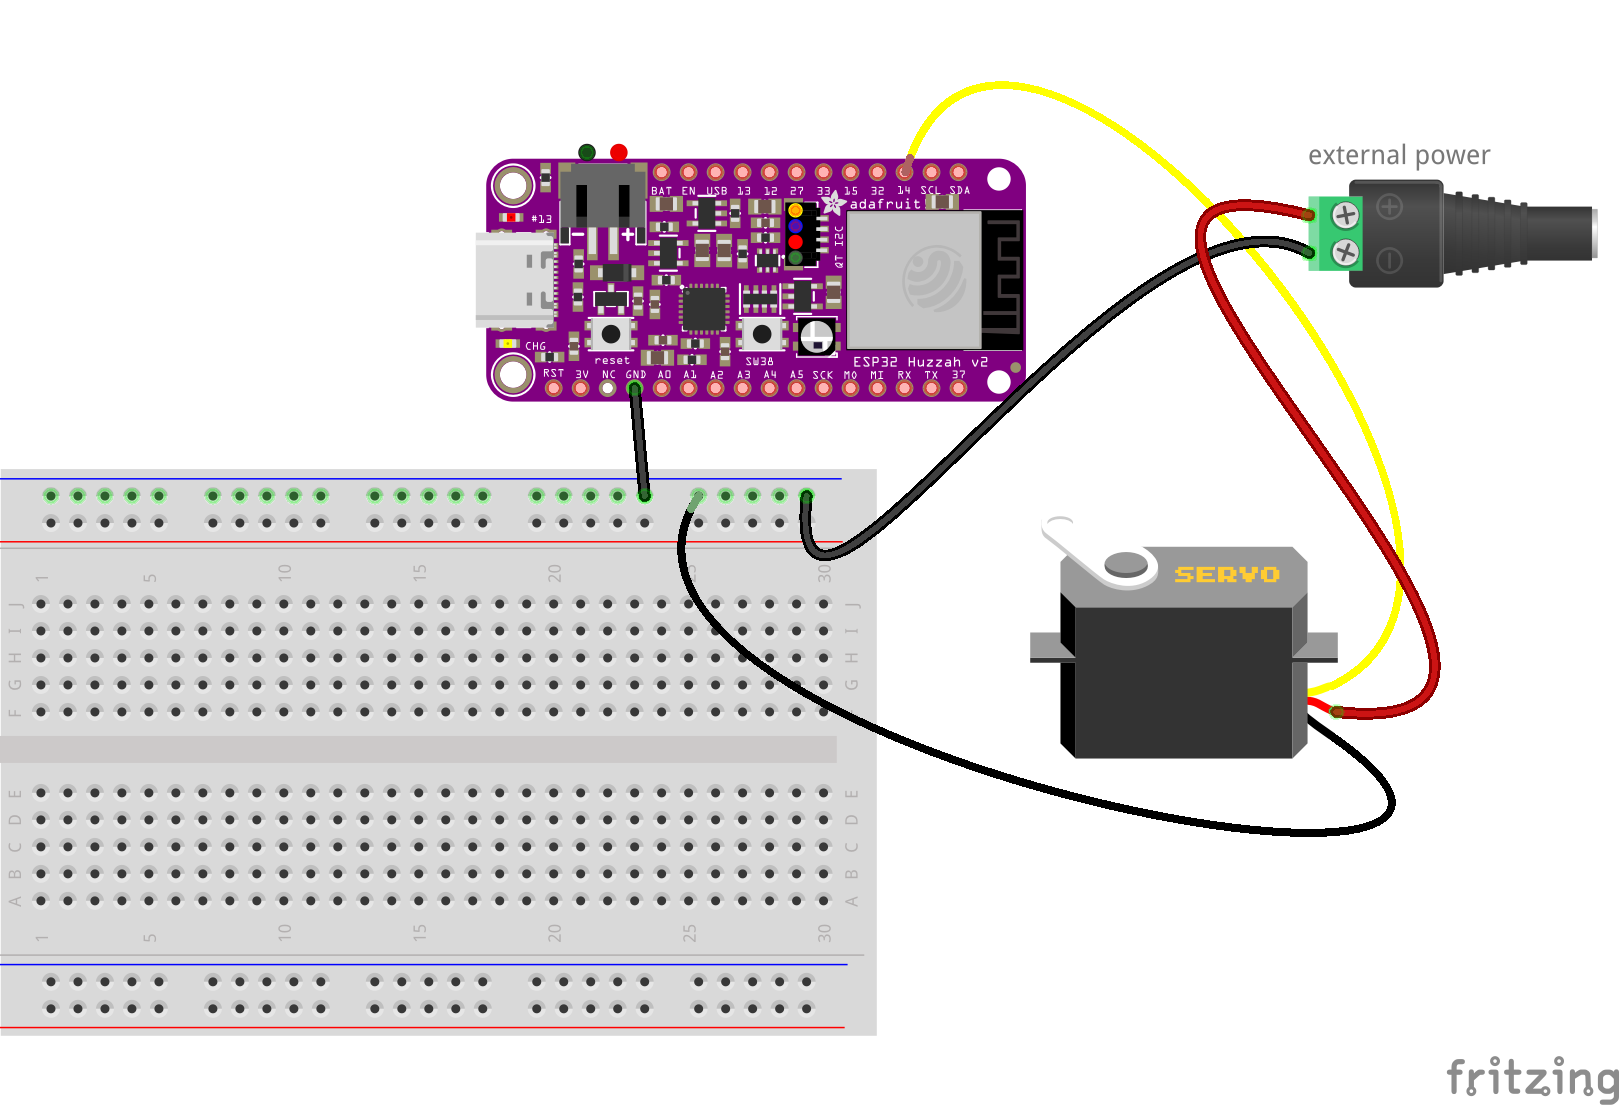 external power
BAT EN USB 13 12 27 33 15 32 14 SCL SDA
#13
adafruit
QT I2C
- +
CHG
reset
SW38
ESP32 Huzzah v2
RST 3V NC GND A0 A1 A2 A3 A4 A5 SCK MO MI RX TX 37
SERVO
1 5 10 15 20 25 30
J J
I I
H H
G G
F F
E E
D D
C C
B B
A A
1 5 10 15 20 25 30
fritzing